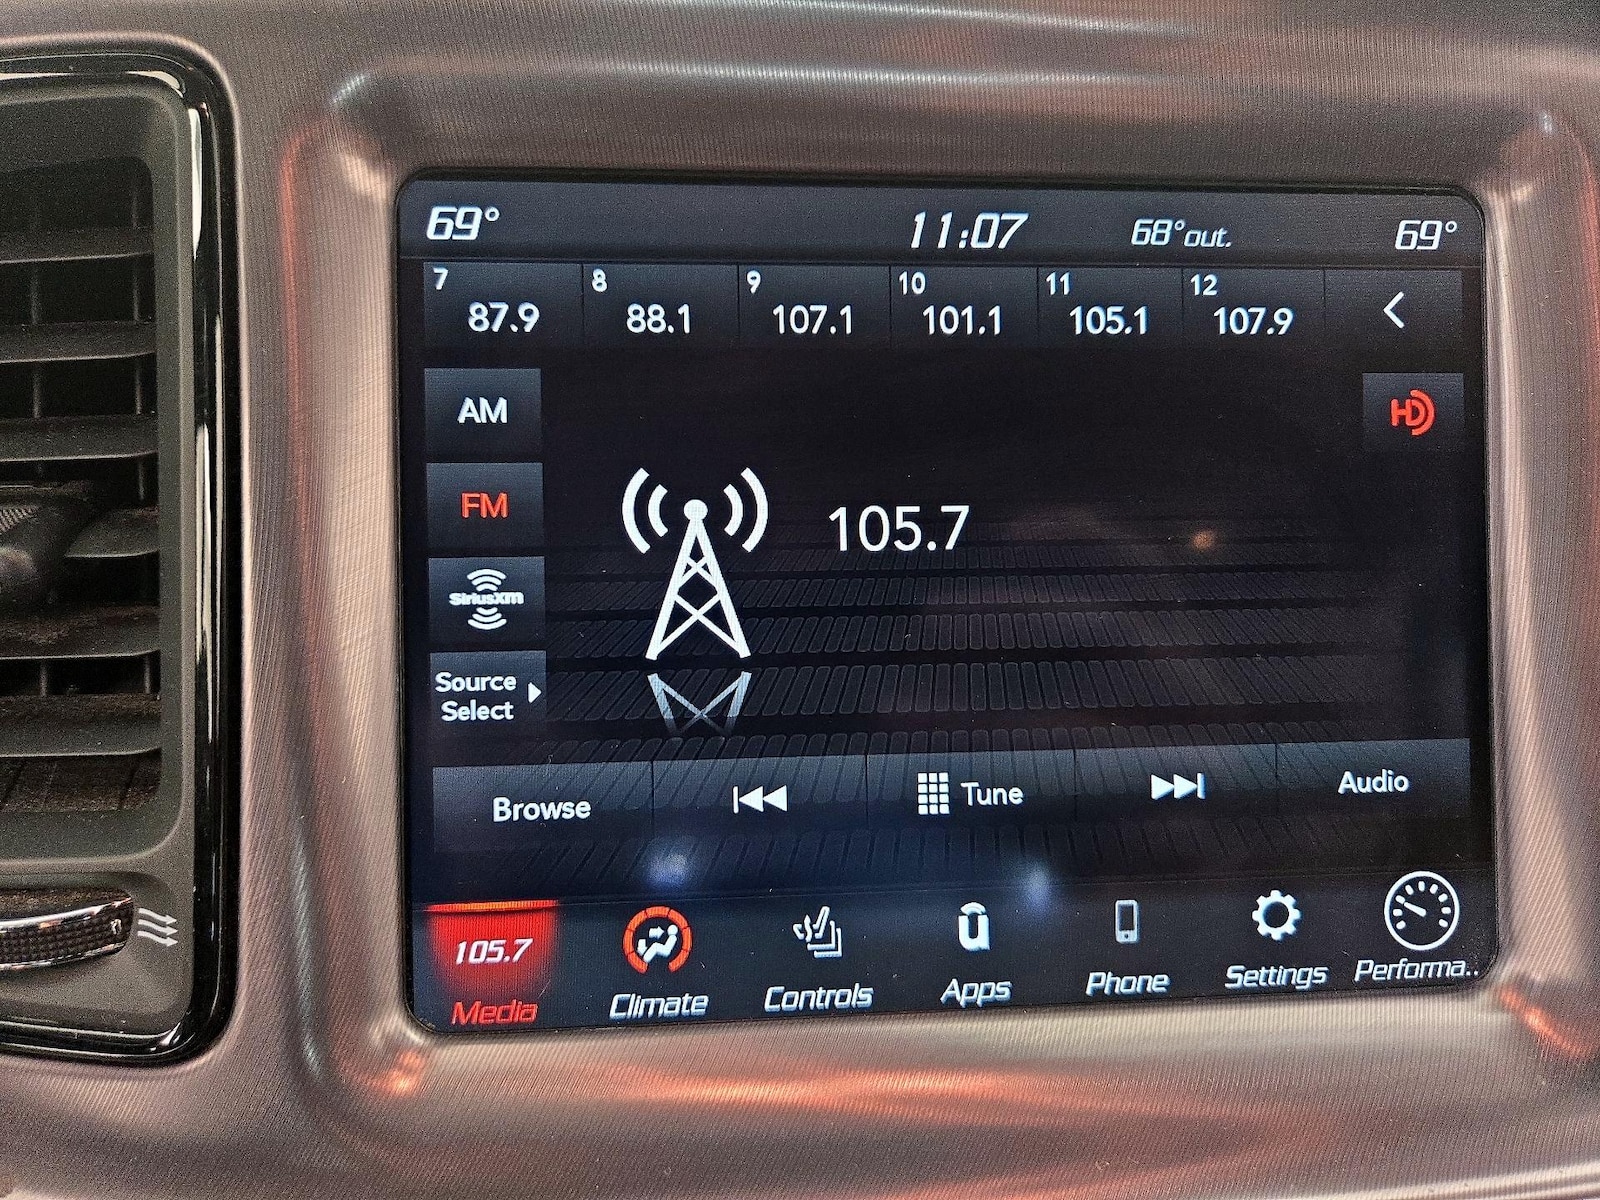 69° 11:07 68° out. 69°
7 8 9 10 11 12
87.9 88.1 107.1 101.1 105.1 107.9
AM
HD
FM
105.7
SiriusXM
Source
Select
Browse Tune Audio
105.7
Media Climate Controls Apps Phone Settings Performa..